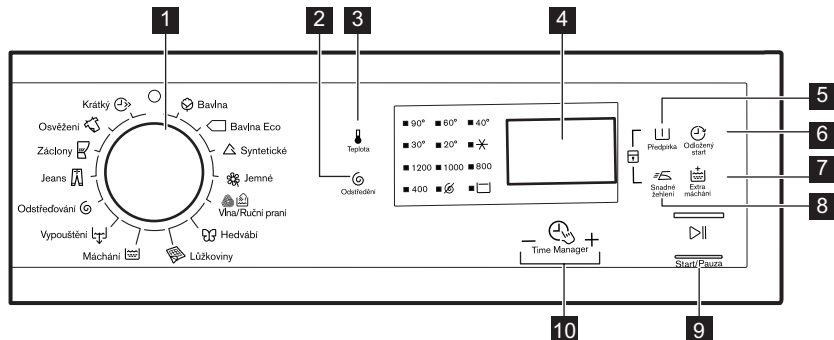 1
2
3
4
5
6
7
8
9
10
Krátký
Osvěžení
Záclony
Jeans
Odstřeďování
Vypouštění
Máchání
Bavlna
Bavlna Eco
Syntetické
Jemné
Vlna/Ruční praní
Hedvábí
Lůžkoviny
Teplota
Odstředění
90° 60° 40°
30° 20°
1200 1000 800
400
Time Manager
Předpírka
Odložený
start
Snadné
žehlení
Extra
máchání
Start/Pauza